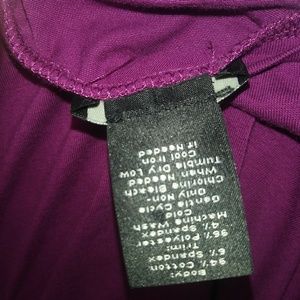 Body:
94% Cotton
6% Spandex
Trim:
96% Polyester
4% Spandex
Machine Wash
Cold
Gentle Cycle
Only Non-
Chlorine Bleach
When Needed
Tumble Dry Low
Cool Iron
If Needed